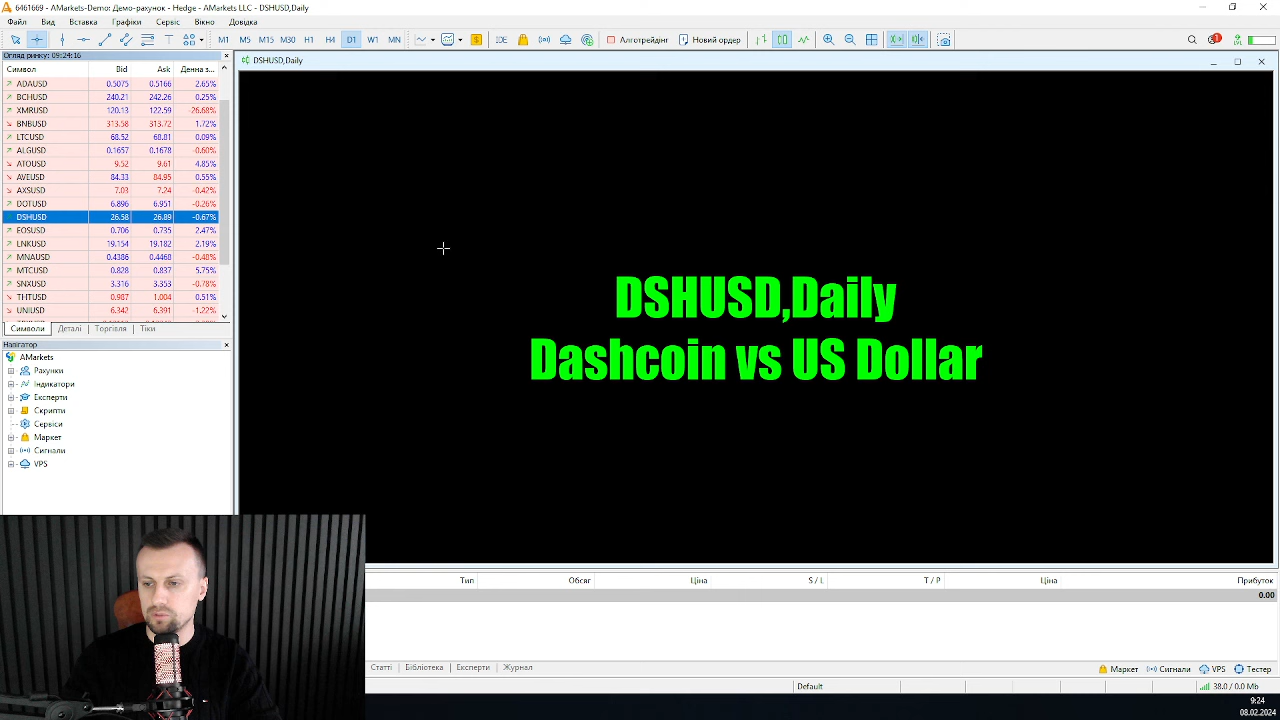 6461669 - AMarkets-Demo: Демо-рахунок - Hedge - AMarkets LLC - DSHUSD,Daily
Файл Вид Вставка Графіки Сервіс Вікно Довідка
M1 M5 M15 M30 H1 H4 D1 W1 MN IDE Алготрейдінг Новий ордер
Огляд ринку: 09:24:16
DSHUSD,Daily
Символ Bid Ask Денна з...
ADAUSD 0.5075 0.5166 2.65%
BCHUSD 240.21 242.26 0.25%
XMRUSD 120.13 122.59 -26.68%
BNBUSD 313.58 313.72 1.72%
LTCUSD 68.52 68.81 0.09%
ALGUSD 0.1657 0.1678 -0.60%
ATOUSD 9.52 9.61 4.85%
AVEUSD 84.33 84.95 0.55%
AXSUSD 7.03 7.24 -0.42%
DOTUSD 6.896 6.951 -0.26%
DSHUSD 26.58 26.89 -0.67%
EOSUSD 0.706 0.735 2.47%
LNKUSD 19.154 19.182 2.19%
MNAUSD 0.4386 0.4468 -0.48%
MTCUSD 0.828 0.837 5.75%
SNXUSD 3.316 3.353 -0.78%
THTUSD 0.987 1.004 0.51%
UNIUSD 6.342 6.391 -1.22%
Символи Деталі Торгівля Тіки
DSHUSD,Daily
Dashcoin vs US Dollar
Навігатор
AMarkets
Рахунки
Індикатори
Експерти
Скрипти
Сервіси
Маркет
Сигнали
VPS
Тип Обсяг Ціна S / L T / P Ціна Прибуток
0.00
Статті Бібліотека Експерти Журнал
Маркет Сигнали VPS Тестер
Default
38.0 / 0.0 Mb
9:24
08.02.2024